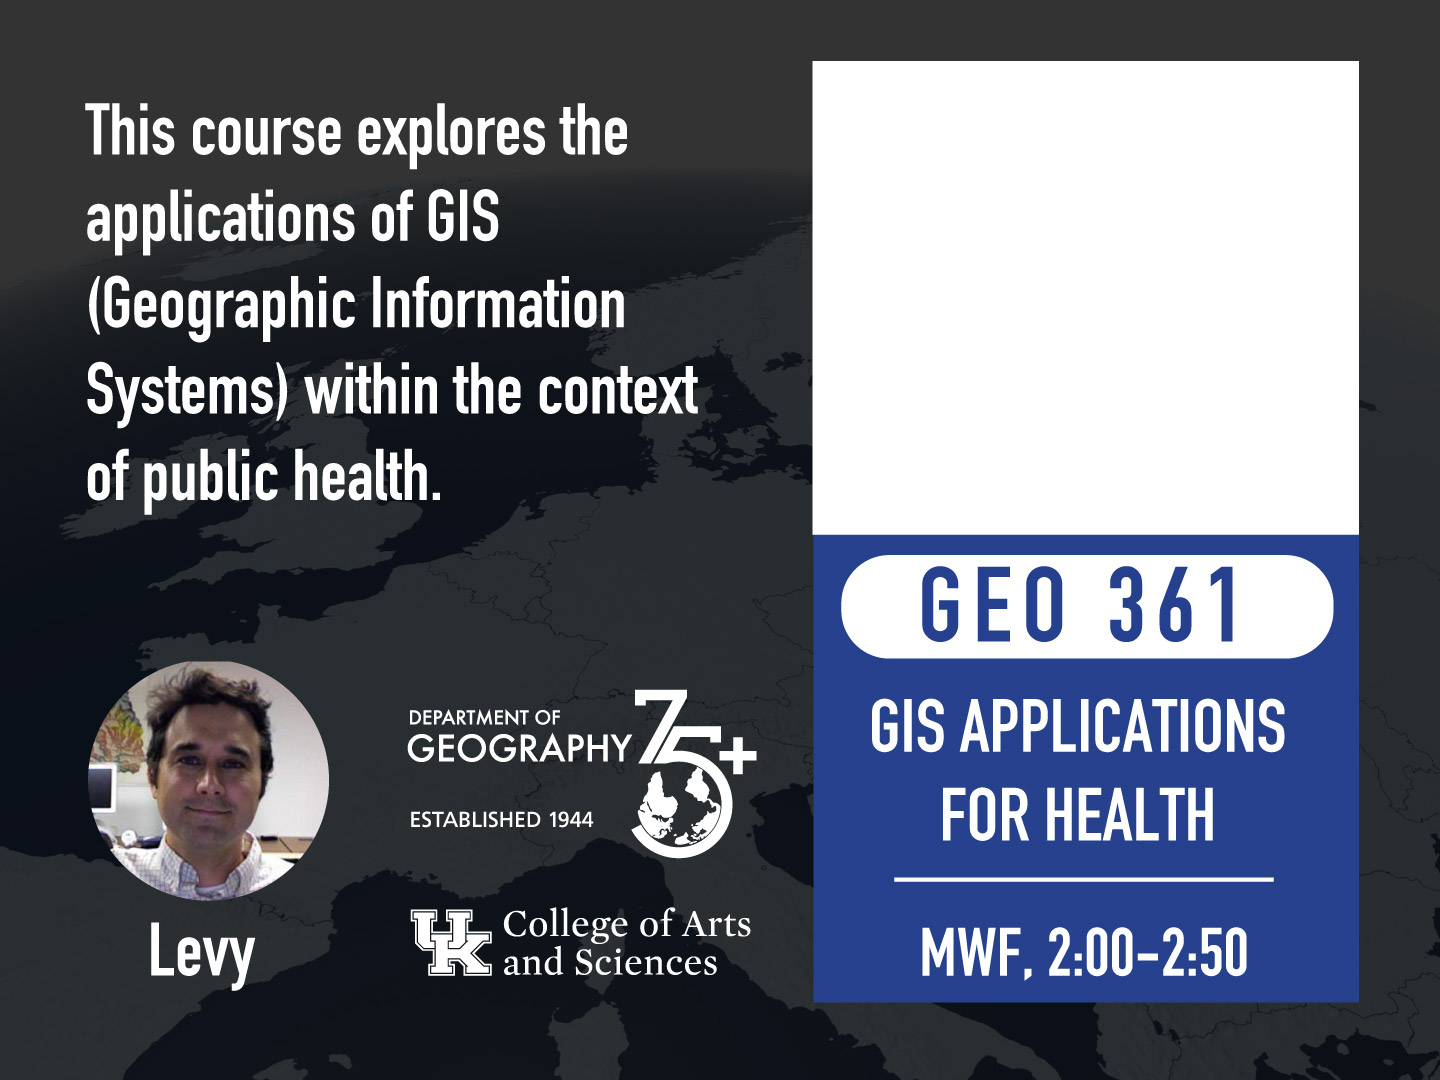 This course explores the
applications of GIS
(Geographic Information
Systems) within the context
of public health.
Levy
DEPARTMENT OF
GEOGRAPHY 75+
ESTABLISHED 1944
UK College of Arts
and Sciences
GEO 361
GIS APPLICATIONS
FOR HEALTH
MWF, 2:00-2:50